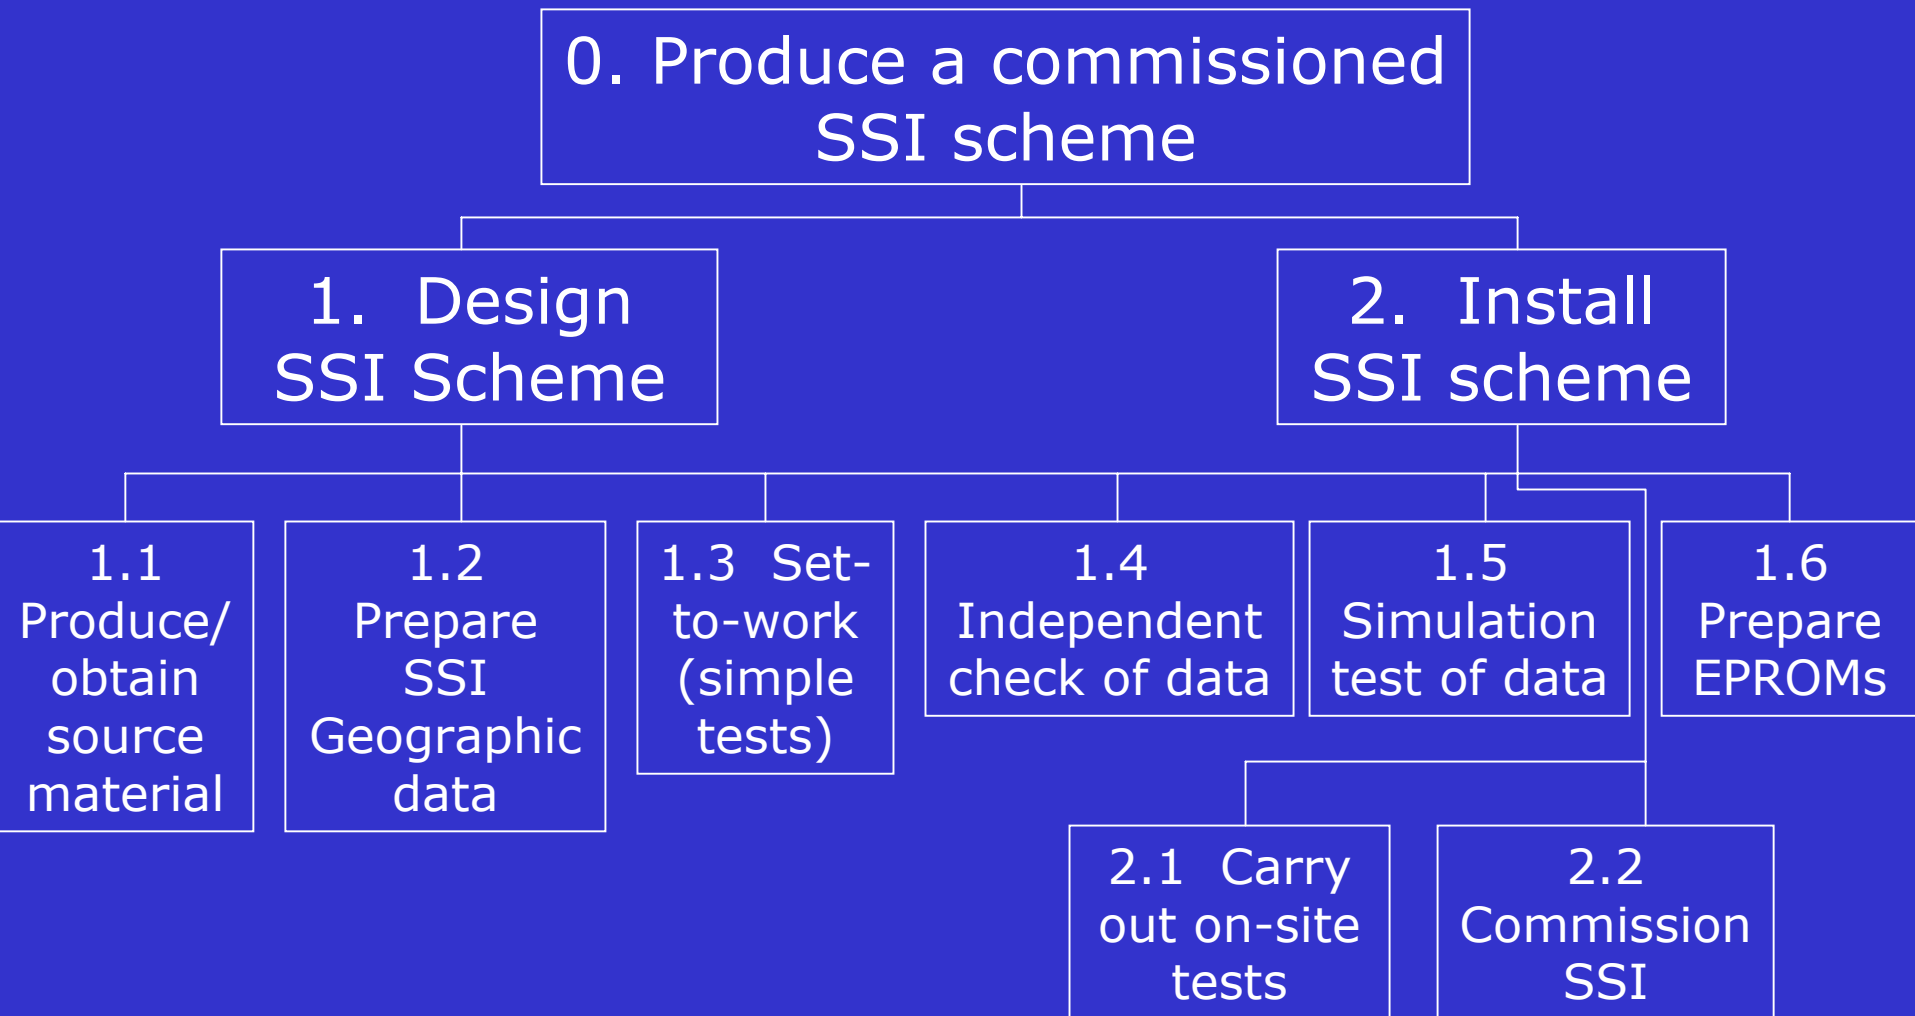 0. Produce a commissioned
SSI scheme
1. Design
SSI Scheme
2. Install
SSI scheme
1.1
Produce/
obtain
source
material
1.2
Prepare
SSI
Geographic
data
1.3 Set-
to-work
(simple
tests)
1.4
Independent
check of data
1.5
Simulation
test of data
1.6
Prepare
EPROMs
2.1 Carry
out on-site
tests
2.2
Commission
SSI